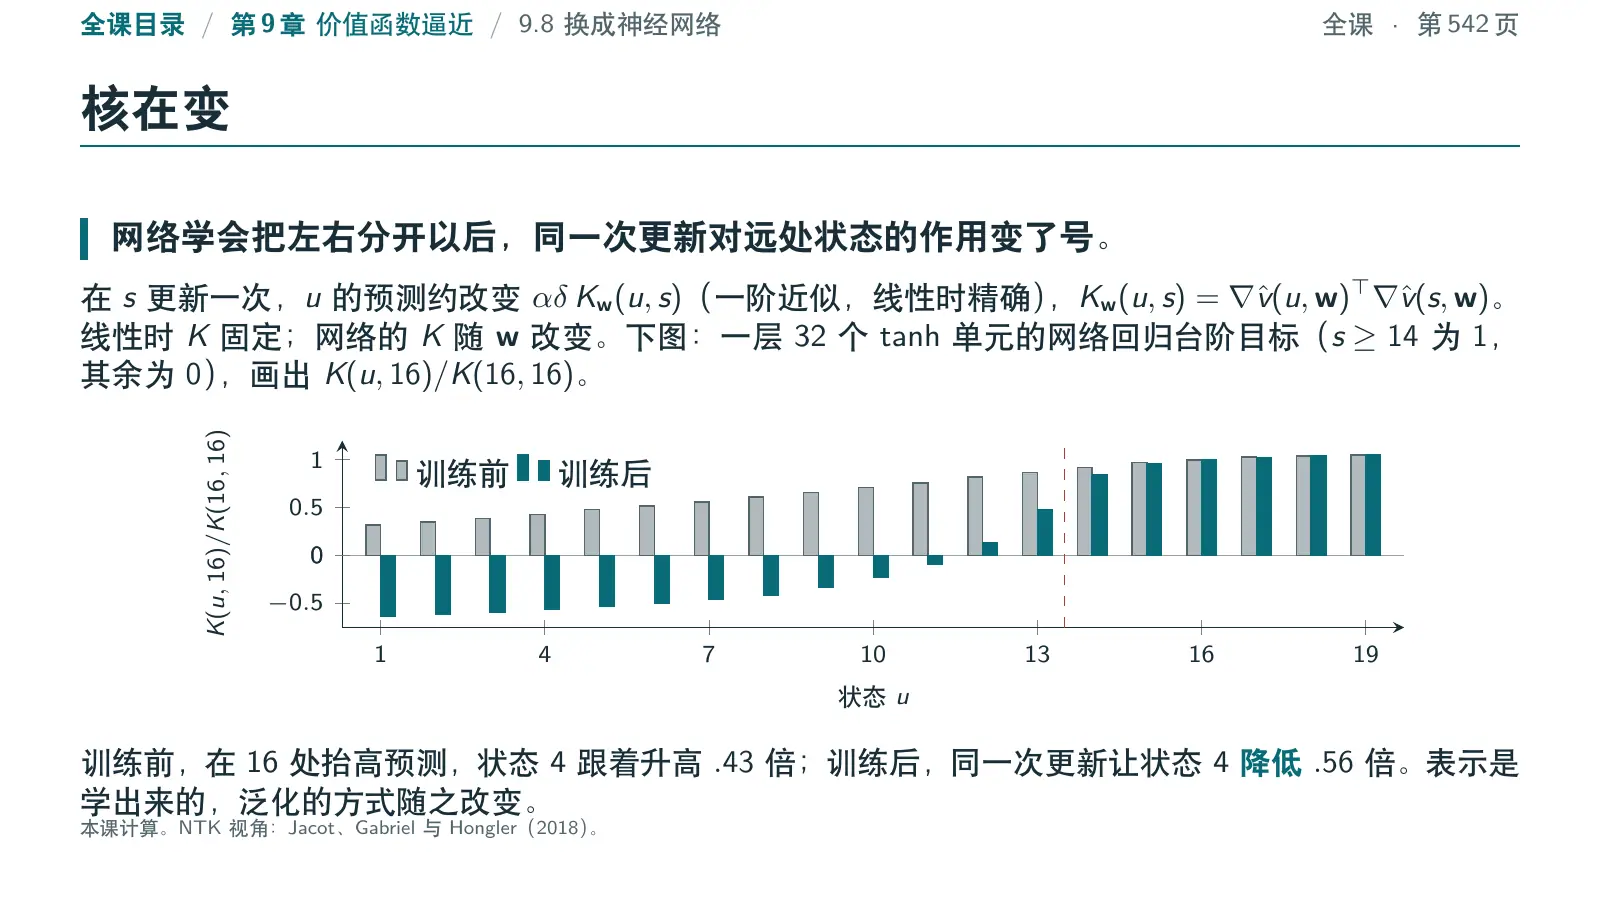 全课目录 / 第 9 章 价值函数逼近 / 9.8 换成神经网络
全课 · 第 542 页
核在变
网络学会把左右分开以后，同一次更新对远处状态的作用变了号。
在 s 更新一次，u 的预测约改变 αδ K_w(u, s)（一阶近似，线性时精确），K_w(u, s) = ∇v̂(u, w)^⊤∇v̂(s, w)。
线性时 K 固定；网络的 K 随 w 改变。下图：一层 32 个 tanh 单元的网络回归台阶目标（s ≥ 14 为 1，
其余为 0），画出 K(u, 16)/K(16, 16)。
K(u, 16)/K(16, 16)
1
0.5
0
−0.5
训练前 训练后
1 4 7 10 13 16 19
状态 u
训练前，在 16 处抬高预测，状态 4 跟着升高 .43 倍；训练后，同一次更新让状态 4 降低 .56 倍。表示是
学出来的，泛化的方式随之改变。
本课计算。NTK 视角：Jacot、Gabriel 与 Hongler（2018）。